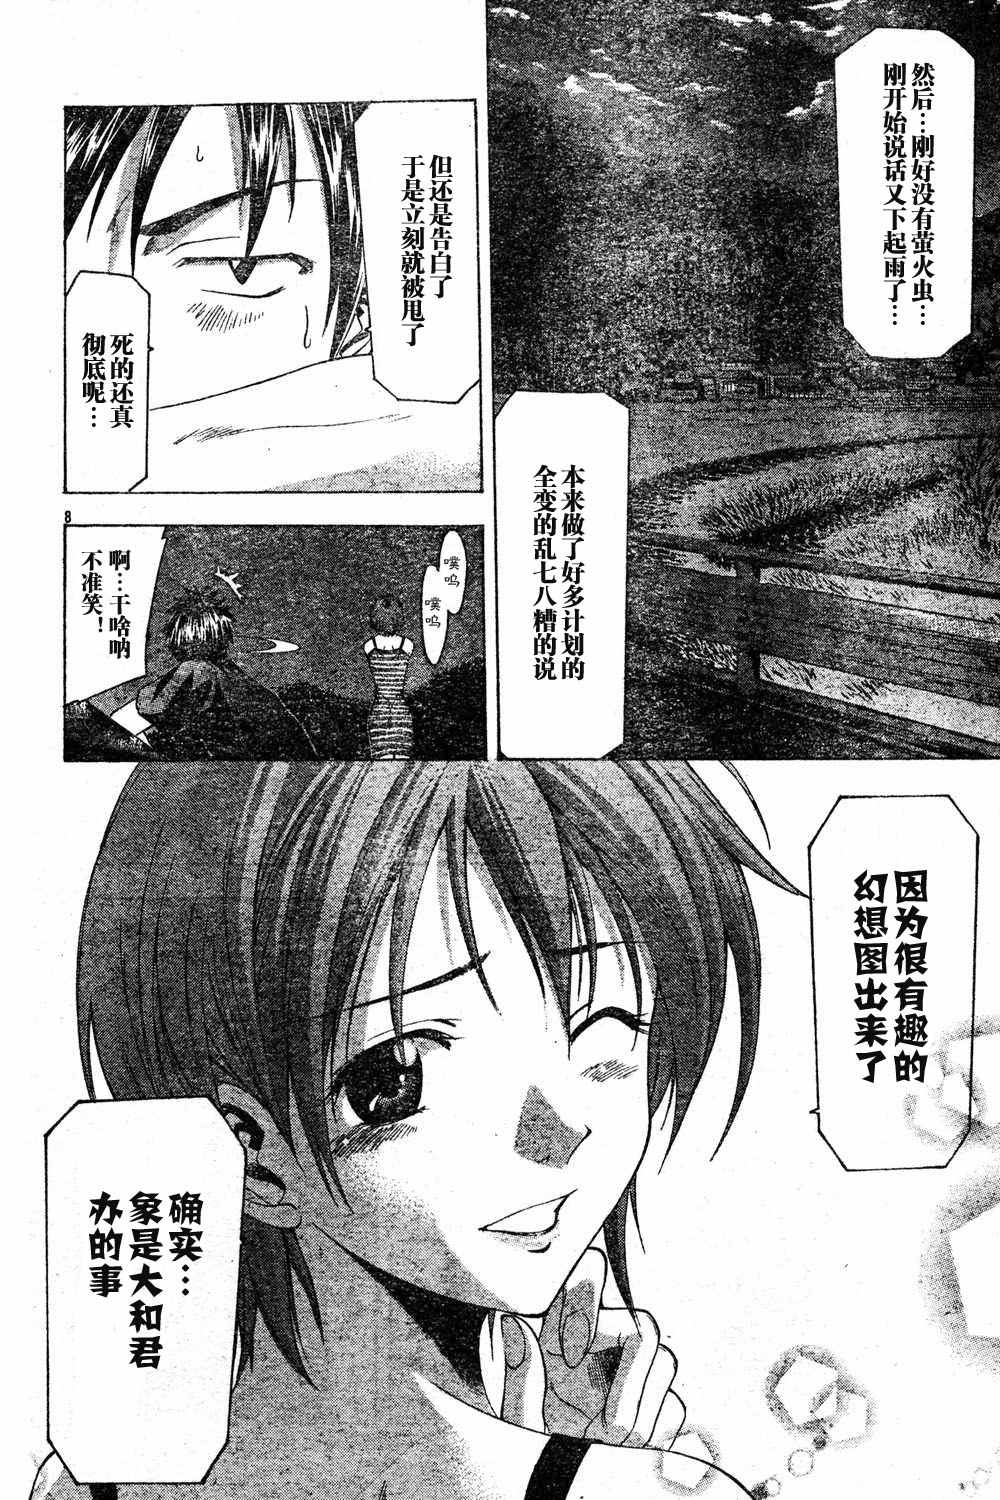 然后…刚好没有萤火虫…
刚开始说话又下起雨了…
本来做了好多计划的
全变的乱七八糟的说
但还是告白了
于是立刻就被甩了
死的还真
彻底呢…
8
噗呜
噗呜
啊…干啥呐
不准笑！
因为很有趣的
幻想图出来了
确实…
象是大和君
办的事